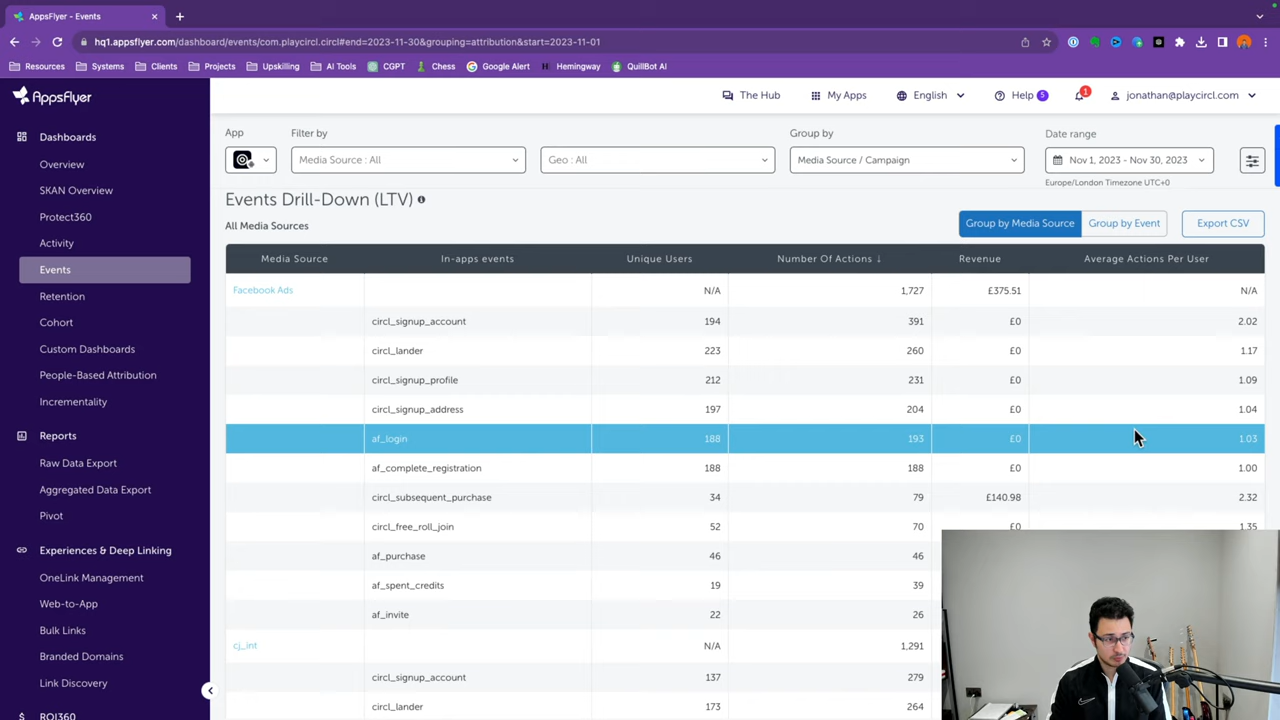 AppsFlyer - Events
hq1.appsflyer.com/dashboard/events/com.playcircl.circl#end=2023-11-30&grouping=attribution&start=2023-11-01
Resources Systems Clients Projects Upskilling AI Tools CGPT Chess Google Alert Hemingway QuillBot AI
AppsFlyer
The Hub My Apps English Help 5 1 jonathan@playcircl.com
Dashboards
Overview
SKAN Overview
Protect360
Activity
Events
Retention
Cohort
Custom Dashboards
People-Based Attribution
Incrementality
Reports
Raw Data Export
Aggregated Data Export
Pivot
Experiences & Deep Linking
OneLink Management
Web-to-App
Bulk Links
Branded Domains
Link Discovery
ROI360
App Filter by Group by Date range
Media Source : All Geo : All Media Source / Campaign Nov 1, 2023 - Nov 30, 2023
Europe/London Timezone UTC+0
Events Drill-Down (LTV)
All Media Sources Group by Media Source Group by Event Export CSV
Media Source In-apps events Unique Users Number Of Actions ↓ Revenue Average Actions Per User
Facebook Ads N/A 1,727 £375.51 N/A
circl_signup_account 194 391 £0 2.02
circl_lander 223 260 £0 1.17
circl_signup_profile 212 231 £0 1.09
circl_signup_address 197 204 £0 1.04
af_login 188 193 £0 1.03
af_complete_registration 188 188 £0 1.00
circl_subsequent_purchase 34 79 £140.98 2.32
circl_free_roll_join 52 70 £0 1.35
af_purchase 46 46
af_spent_credits 19 39
af_invite 22 26
cj_int N/A 1,291
circl_signup_account 137 279
circl_lander 173 264